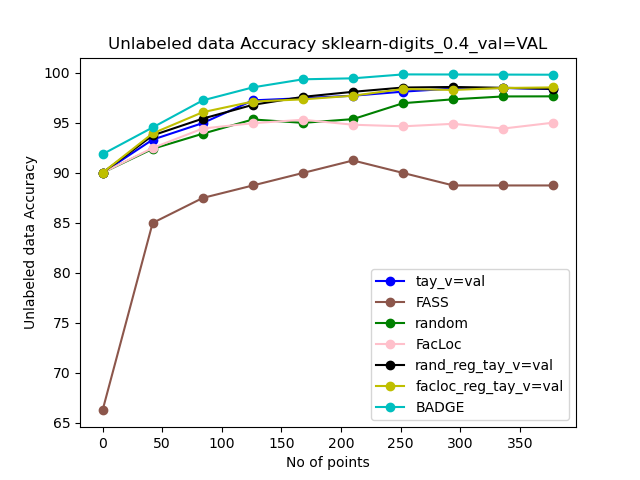 Unlabeled data Accuracy sklearn-digits_0.4_val=VAL
100
95
90
85
80
75
70
65
Unlabeled data Accuracy
tay_v=val
FASS
random
FacLoc
rand_reg_tay_v=val
facloc_reg_tay_v=val
BADGE
0 50 100 150 200 250 300 350
No of points